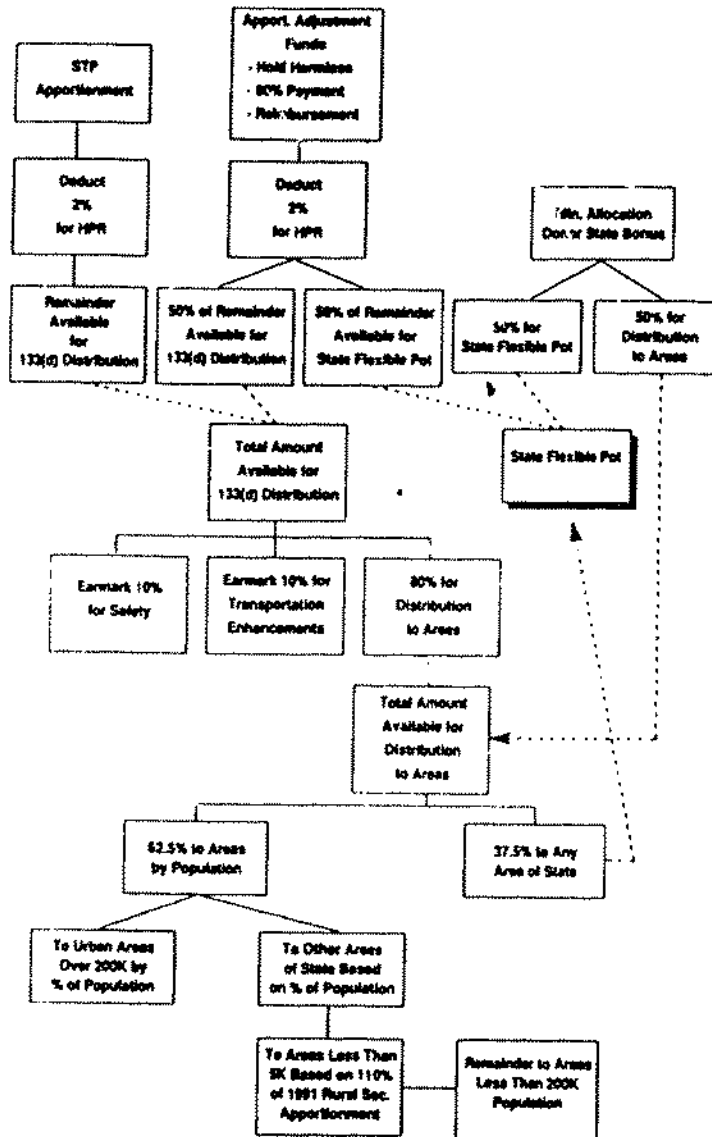 STP
Apportionment
Apport. Adjustment
Funds
- Hold Harmless
- Payment
- Reimbursement
Deduct
2%
for HPR
Deduct
2%
for HPR
Allocation
Donor State Bonus
Remainder
Available
for
133(d) Distribution
50% of Remainder
Available for
133(d) Distribution
50% of Remainder
Available for
State Flexible Pot
50% for
State Flexible Pot
50% for
Distribution
to Areas
Total Amount
Available for
133(d) Distribution
State Flexible Pot
Earmark 10%
for Safety
Earmark 10% for
Transportation
Enhancements
80% for
Distribution
to Areas
Total Amount
Available for
Distribution
to Areas
62.5% to Areas
by Population
37.5% to Any
Area of State
To Urban Areas
Over 200K by
% of Population
To Other Areas
of State Based
on % of Population
To Areas Less Than
5K Based on 110%
of 1991 Rural Sec.
Apportionment
Remainder to Areas
Less Than 200K
Population